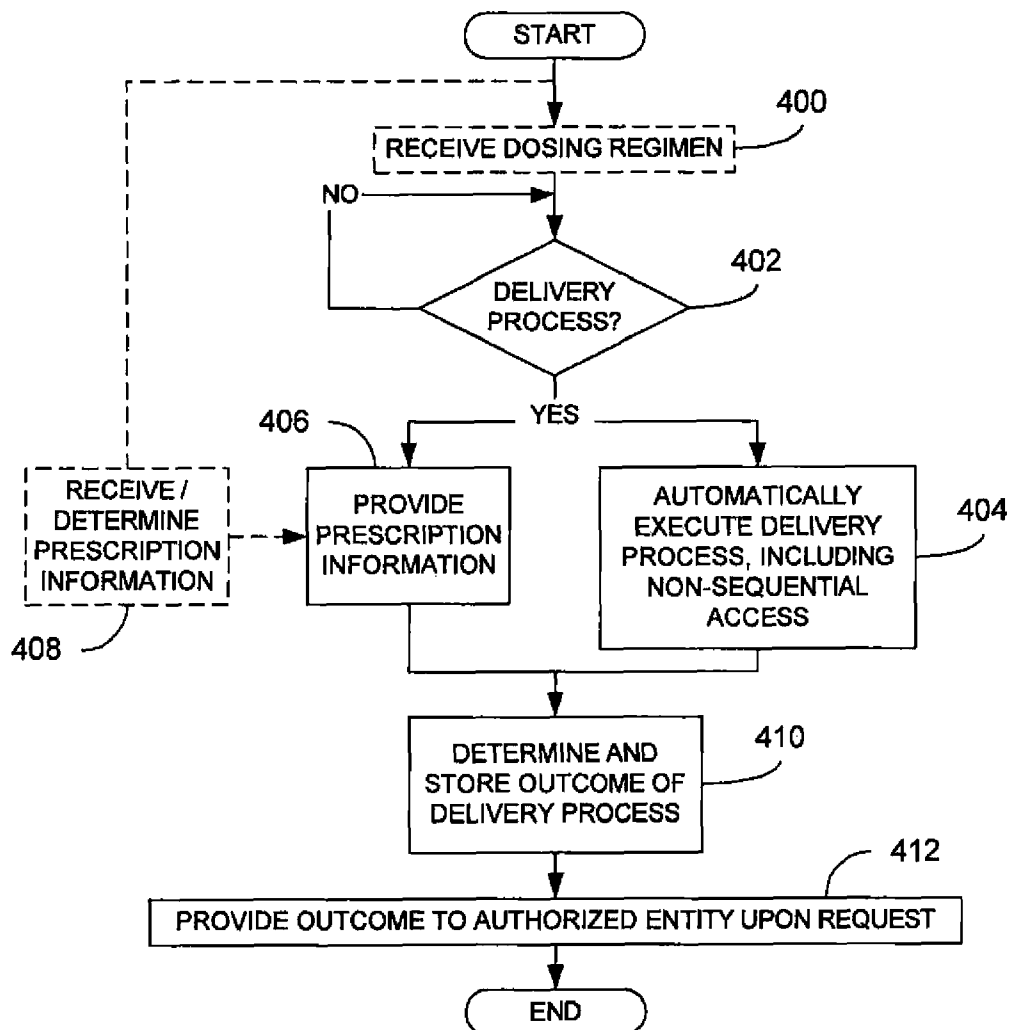 START
400
RECEIVE DOSING REGIMEN
NO
402
DELIVERY
PROCESS?
YES
406
RECEIVE /
DETERMINE
PRESCRIPTION
INFORMATION
408
PROVIDE
PRESCRIPTION
INFORMATION
AUTOMATICALLY
EXECUTE DELIVERY
PROCESS, INCLUDING
NON-SEQUENTIAL
ACCESS
404
DETERMINE AND
STORE OUTCOME OF
DELIVERY PROCESS
410
412
PROVIDE OUTCOME TO AUTHORIZED ENTITY UPON REQUEST
END